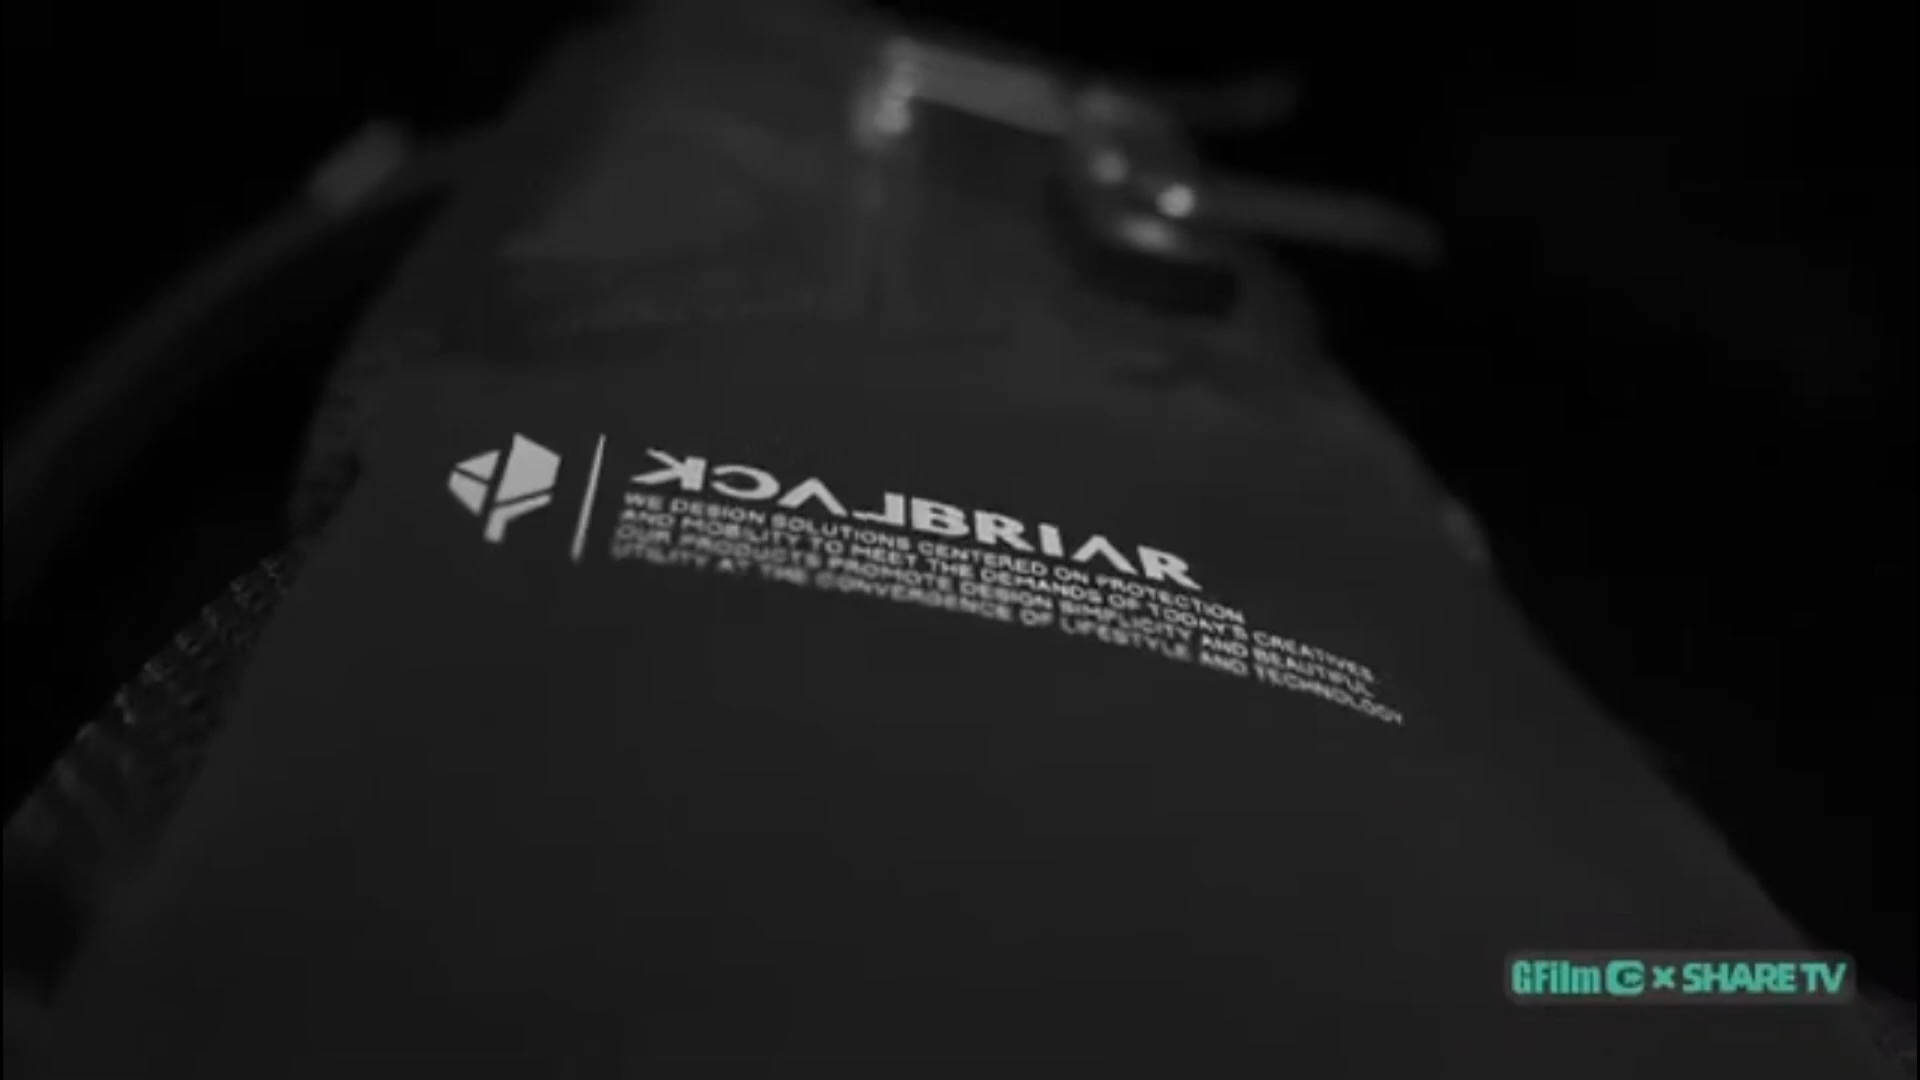 KCALBRIAR
WE DESIGN SOLUTIONS CENTERED ON PROTECTION
AND MOBILITY TO MEET THE DEMANDS OF TODAY'S CREATIVES.
OUR PRODUCTS PROMOTE DESIGN SIMPLICITY AND BEAUTIFUL
UTILITY AT THE CONVERGENCE OF LIFESTYLE AND TECHNOLOGY
GFilm x SHARE TV